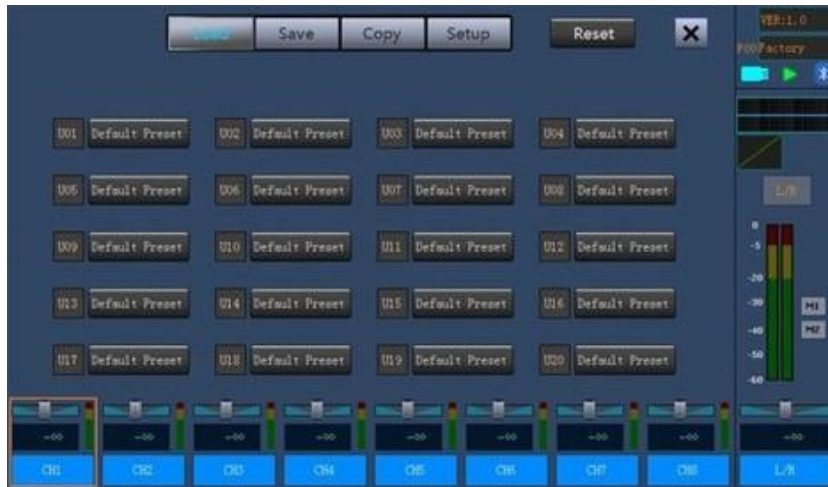 Load Save Copy Setup Reset X
VER:1.0
F00Factory
U01 Default Preset U02 Default Preset U03 Default Preset U04 Default Preset
U05 Default Preset U06 Default Preset U07 Default Preset U08 Default Preset
L/R
U09 Default Preset U10 Default Preset U11 Default Preset U12 Default Preset
U13 Default Preset U14 Default Preset U15 Default Preset U16 Default Preset
U17 Default Preset U18 Default Preset U19 Default Preset U20 Default Preset
0
-5
-20
-30
M1
-40
M2
-50
-60
-∞ -∞ -∞ -∞ -∞ -∞ -∞ -∞ -∞
CH1 CH2 CH3 CH4 CH5 CH6 CH7 CH8 L/R